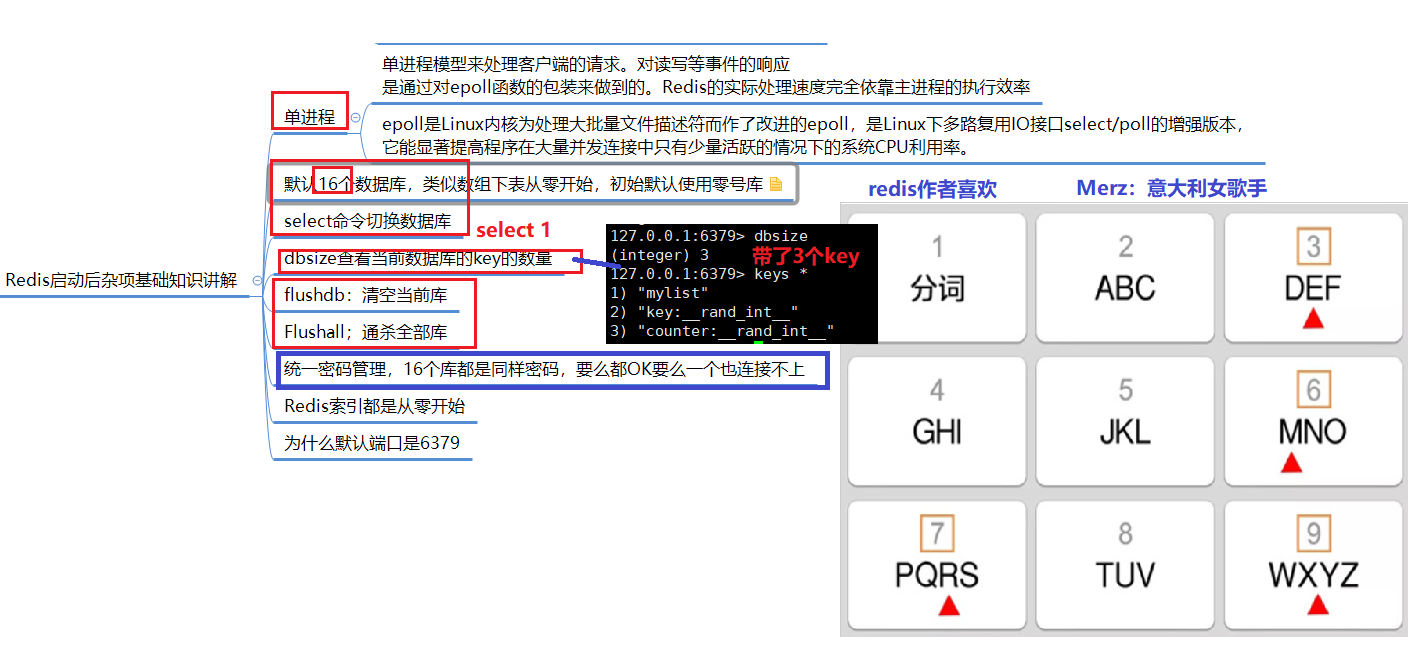 单进程模型来处理客户端的请求。对读写等事件的响应
是通过对epoll函数的包装来做到的。Redis的实际处理速度完全依靠主进程的执行效率
单进程
epoll是Linux内核为处理大批量文件描述符而作了改进的epoll，是Linux下多路复用IO接口select/poll的增强版本，
它能显著提高程序在大量并发连接中只有少量活跃的情况下的系统CPU利用率。
默认16个数据库，类似数组下表从零开始，初始默认使用零号库
select命令切换数据库
select 1
dbsize查看当前数据库的key的数量
Redis启动后杂项基础知识讲解
flushdb：清空当前库
Flushall；通杀全部库
统一密码管理，16个库都是同样密码，要么都OK要么一个也连接不上
Redis索引都是从零开始
为什么默认端口是6379
127.0.0.1:6379> dbsize
(integer) 3
带了3个key
127.0.0.1:6379> keys *
1) "mylist"
2) "key:__rand_int__"
3) "counter:__rand_int__"
redis作者喜欢
Merz：意大利女歌手
1
分词
2
ABC
3
DEF
4
GHI
5
JKL
6
MNO
7
PQRS
8
TUV
9
WXYZ